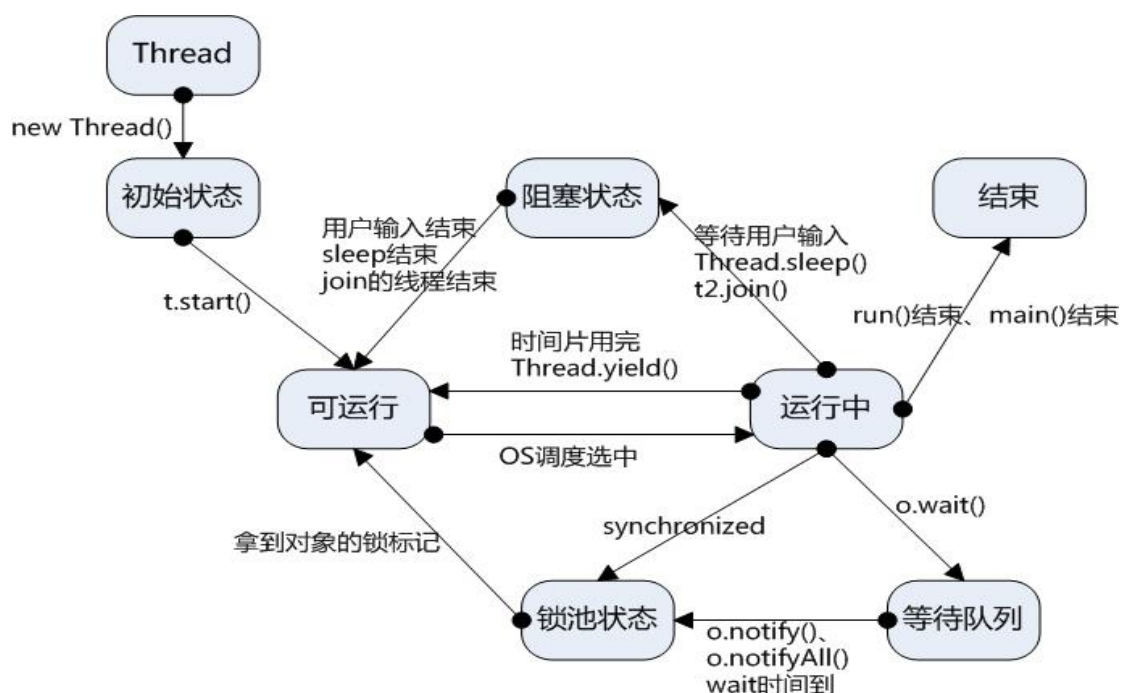 Thread
new Thread()
初始状态
阻塞状态
结束
用户输入结束
sleep结束
join的线程结束
等待用户输入
Thread.sleep()
t2.join()
t.start()
run()结束、main()结束
时间片用完
Thread.yield()
可运行
运行中
OS调度选中
synchronized
o.wait()
拿到对象的锁标记
锁池状态
等待队列
o.notify()、
o.notifyAll()
wait时间到